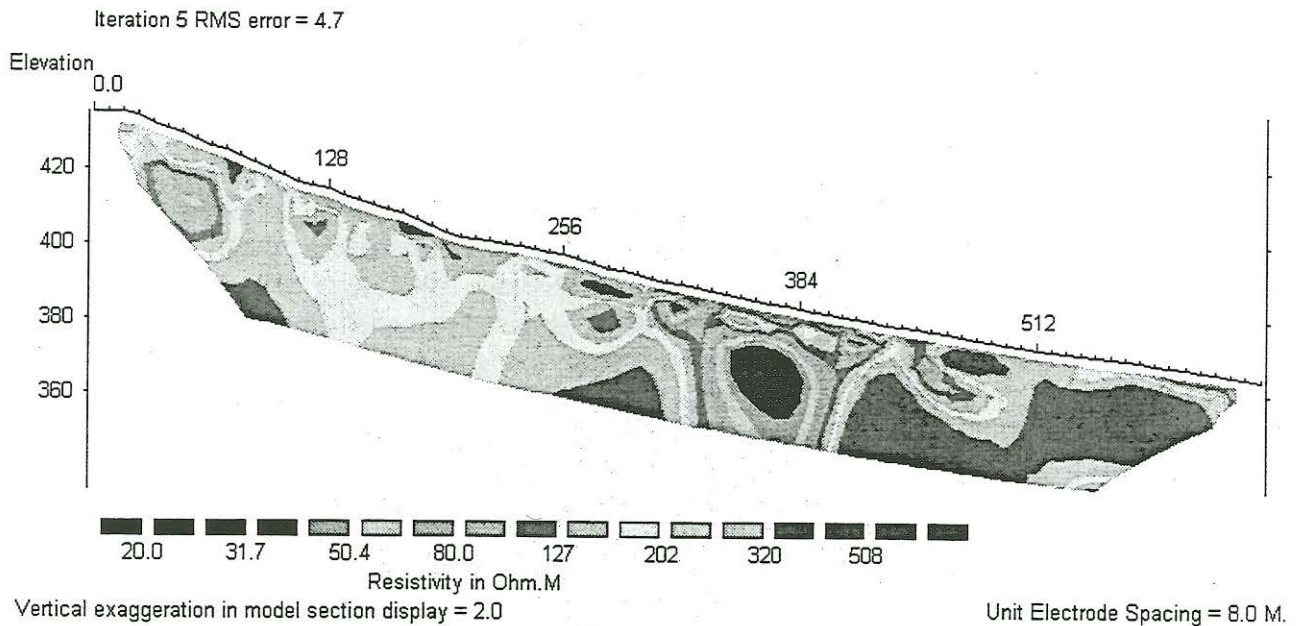 Iteration 5 RMS error = 4.7
Elevation
0.0
128
256
384
512
420
400
380
360
20.0 31.7 50.4 80.0 127 202 320 508
Resistivity in Ohm.M
Vertical exaggeration in model section display = 2.0
Unit Electrode Spacing = 8.0 M.